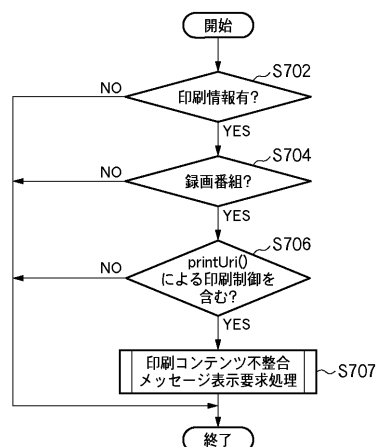 開始
S702
印刷情報有?
NO
YES
S704
録画番組?
NO
YES
S706
printUri()
による印刷制御を
含む?
NO
YES
印刷コンテンツ不整合
メッセージ表示要求処理
S707
終了